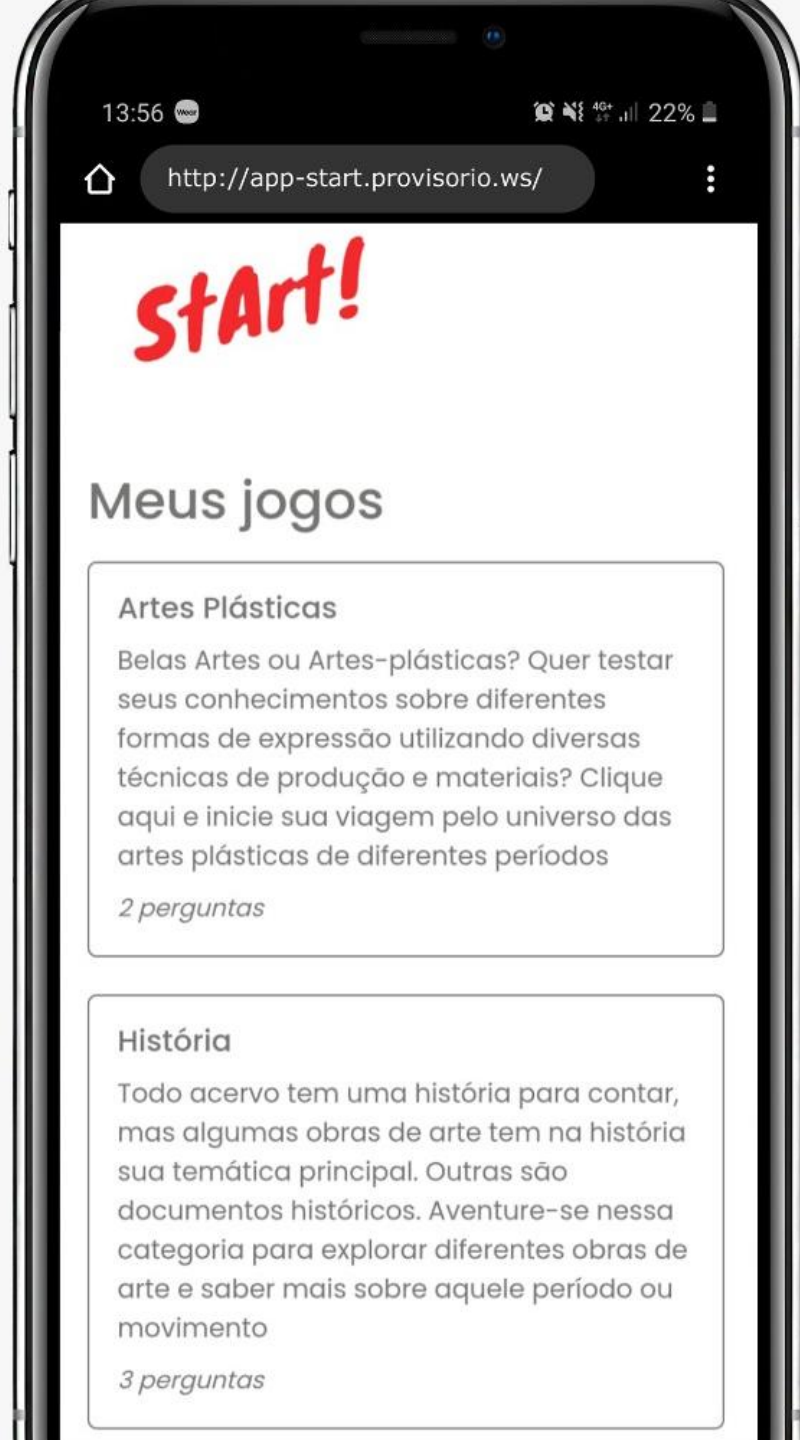 13:56 Wear 4G+ 22%
http://app-start.provisorio.ws/
StArt!
Meus jogos
Artes Plásticas
Belas Artes ou Artes-plásticas? Quer testar
seus conhecimentos sobre diferentes
formas de expressão utilizando diversas
técnicas de produção e materiais? Clique
aqui e inicie sua viagem pelo universo das
artes plásticas de diferentes períodos
2 perguntas
História
Todo acervo tem uma história para contar,
mas algumas obras de arte tem na história
sua temática principal. Outras são
documentos históricos. Aventure-se nessa
categoria para explorar diferentes obras de
arte e saber mais sobre aquele período ou
movimento
3 perguntas